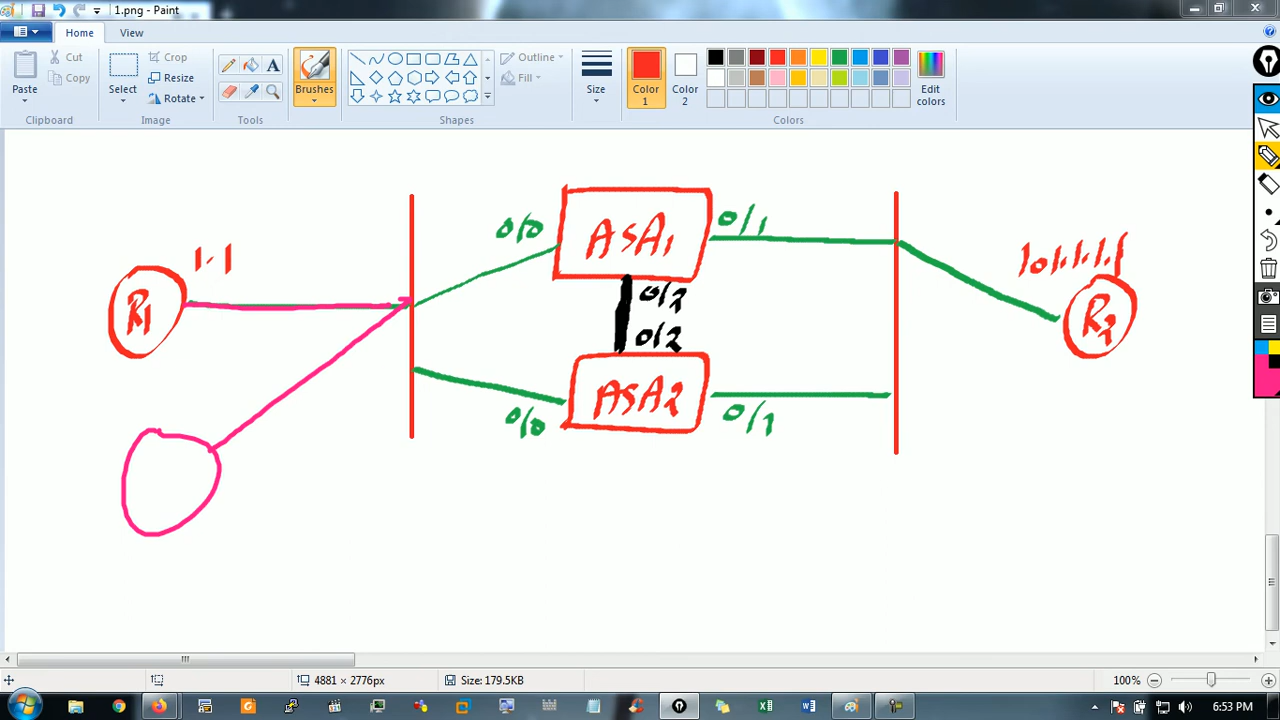 1.png - Paint
Home
View
Paste
Cut
Copy
Clipboard
Select
Crop
Resize
Rotate
Image
Tools
Brushes
Shapes
Outline
Fill
Size
Color 1
Color 2
Edit colors
Colors
1.1
R1
0/0
ASA1
0/1
0/2
0/2
0/0
ASA2
0/1
101.1.1.1
R2
4881 × 2776px
Size: 179.5KB
100%
6:53 PM